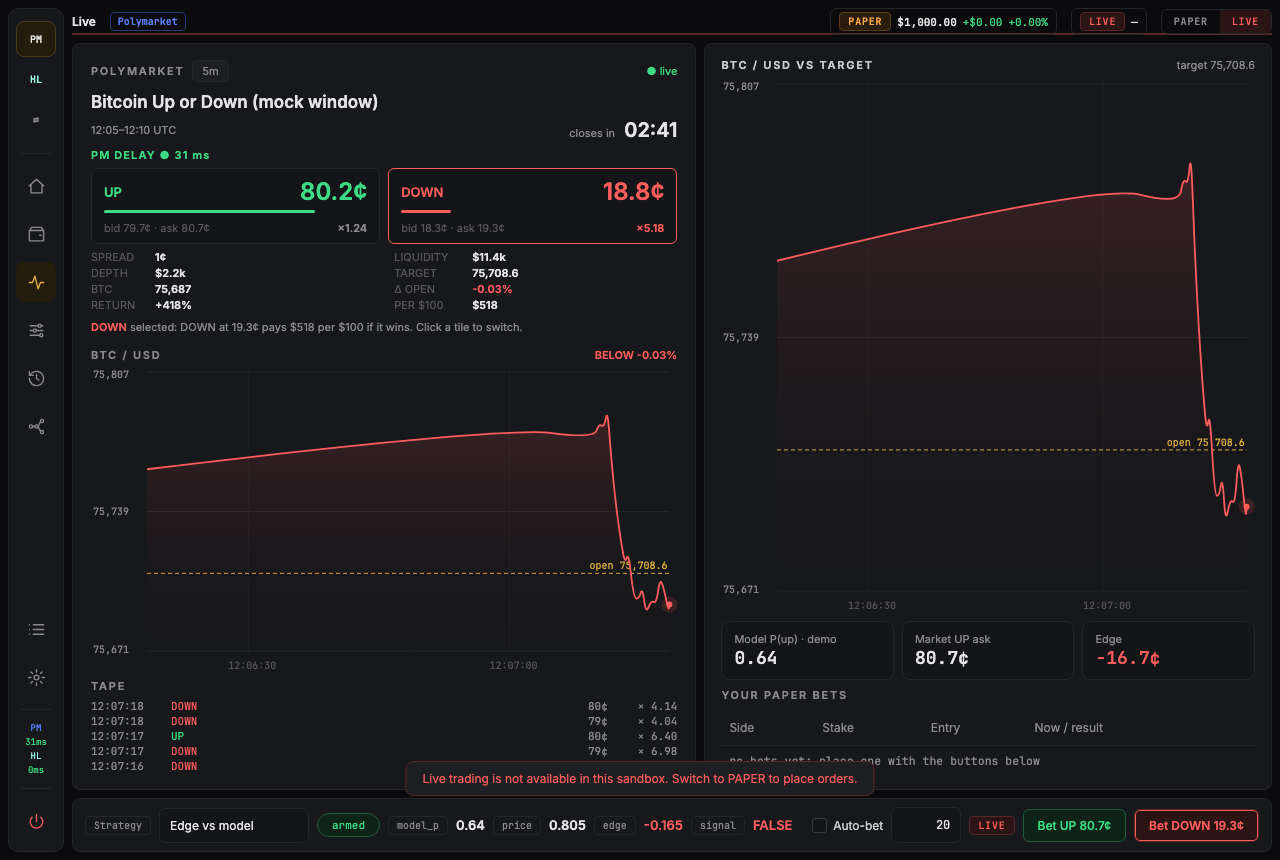 PM
Live
Polymarket
PAPER $1,000.00 +$0.00 +0.00%
LIVE –
PAPER LIVE
HL
⇄
POLYMARKET 5m
live
Bitcoin Up or Down (mock window)
12:05–12:10 UTC
closes in 02:41
PM DELAY ● 31 ms
UP 80.2¢
bid 79.7¢ · ask 80.7¢ ×1.24
DOWN 18.8¢
bid 18.3¢ · ask 19.3¢ ×5.18
SPREAD 1¢ LIQUIDITY $11.4k
DEPTH $2.2k TARGET 75,708.6
BTC 75,687 Δ OPEN -0.03%
RETURN +418% PER $100 $518
DOWN selected: DOWN at 19.3¢ pays $518 per $100 if it wins. Click a tile to switch.
BTC / USD BELOW -0.03%
75,807
75,739
open 75,708.6
75,671
12:06:30 12:07:00
TAPE
12:07:18 DOWN 80¢ × 4.14
12:07:18 DOWN 79¢ × 4.04
12:07:17 UP 80¢ × 6.40
12:07:17 DOWN 79¢ × 6.98
12:07:16 DOWN
BTC / USD VS TARGET target 75,708.6
75,807
75,739
open 75,708.6
75,671
12:06:30 12:07:00
Model P(up) · demo
0.64
Market UP ask
80.7¢
Edge
-16.7¢
YOUR PAPER BETS
Side Stake Entry Now / result
no bets yet: place one with the buttons below
Live trading is not available in this sandbox. Switch to PAPER to place orders.
PM
31ms
HL
0ms
Strategy Edge vs model armed model_p 0.64 price 0.805 edge -0.165 signal FALSE Auto-bet 20 LIVE Bet UP 80.7¢ Bet DOWN 19.3¢